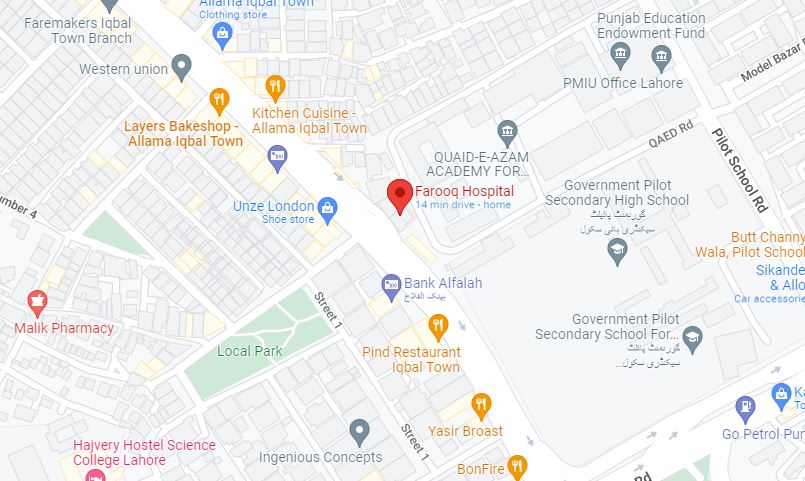 Faremakers Iqbal
Town Branch
Allama Iqbal Town
Clothing store
Punjab Education
Endowment Fund
Western union
PMIU Office Lahore
Model Bazar
Kitchen Cuisine -
Allama Iqbal Town
Layers Bakeshop -
Allama Iqbal Town
QAED Rd
Pilot School Rd
QUAID-E-AZAM
ACADEMY FOR...
Farooq Hospital
14 min drive - home
Government Pilot
Secondary High School
گورنمنٹ پائیلٹ
سیکنڈری ہائی سکول
umber 4
Unze London
Shoe store
Butt Channy
Wala, Pilot School
Sikande
& Allo
Car accessories
Bank Alfalah
بینک الفلاح
Street 1
Malik Pharmacy
Government Pilot
Secondary School For...
گورنمنٹ پائلٹ
سیکنڈری سکول...
Local Park
Pind Restaurant
Iqbal Town
Ka
To
Yasir Broast
Street 1
Go Petrol Pum
Hajvery Hostel Science
College Lahore
Ingenious Concepts
BonFire
Rd